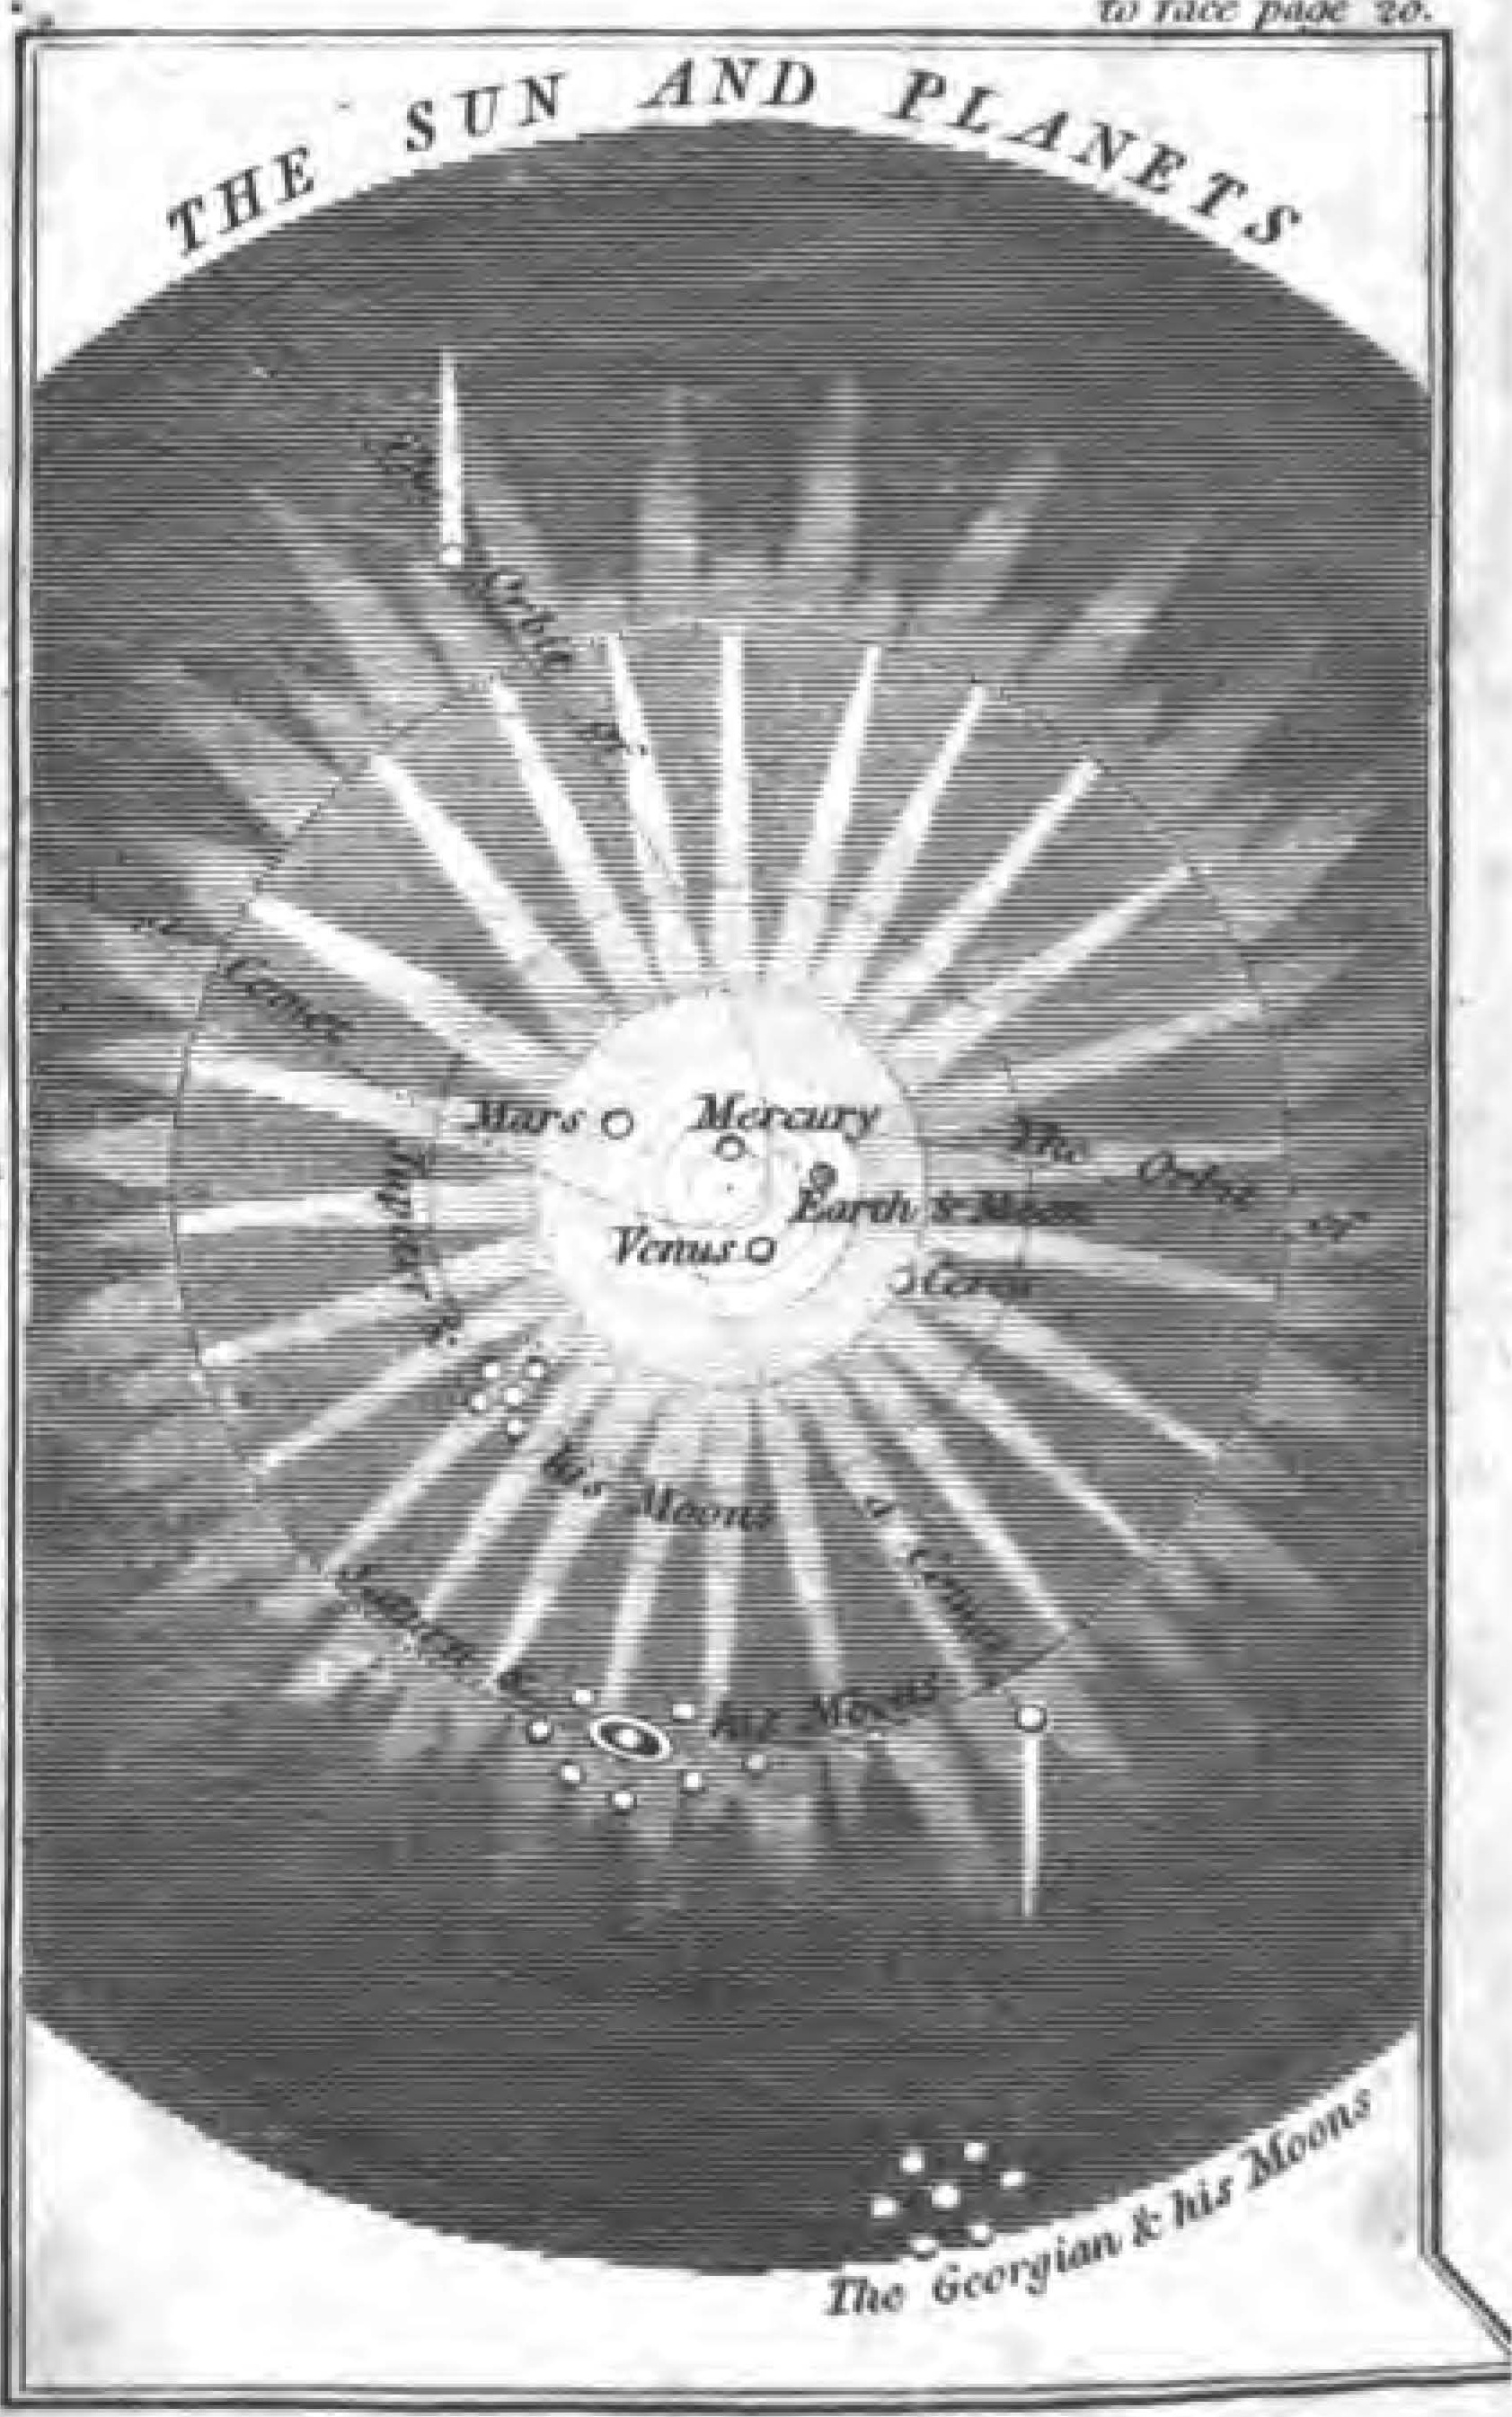 to face page 20.
THE SUN AND PLANETS
The Orbit of
a Comet
Mars
Mercury
The Orbit of
Earth & Moon
Venus
Ceres
Jupiter &
his Moons
a Comet
Saturn &
his Moons
The Georgian & his Moons